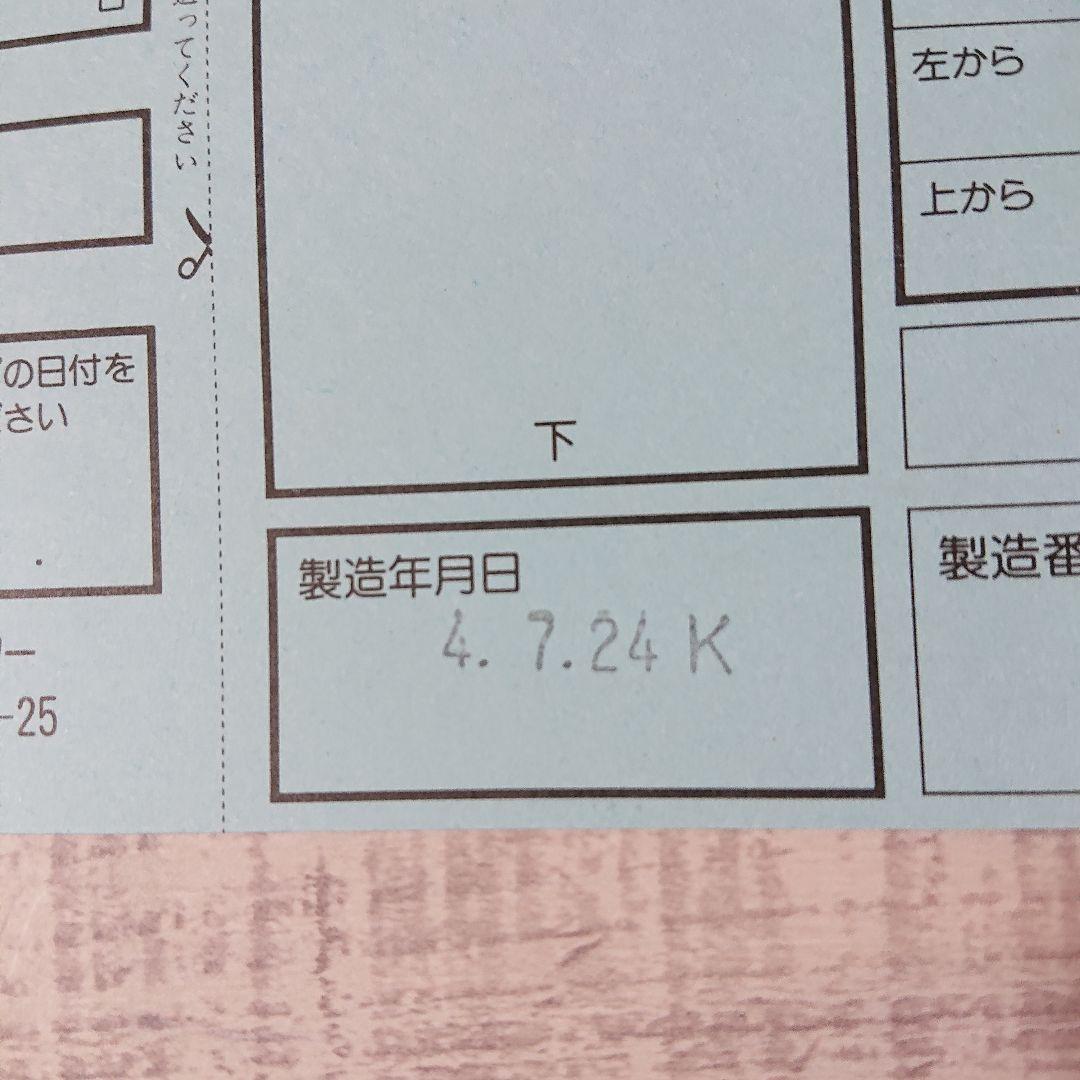 ってください
の日付を
さい
ー
-25
下
製造年月日
4. 7.24 K
左から
上から
製造番